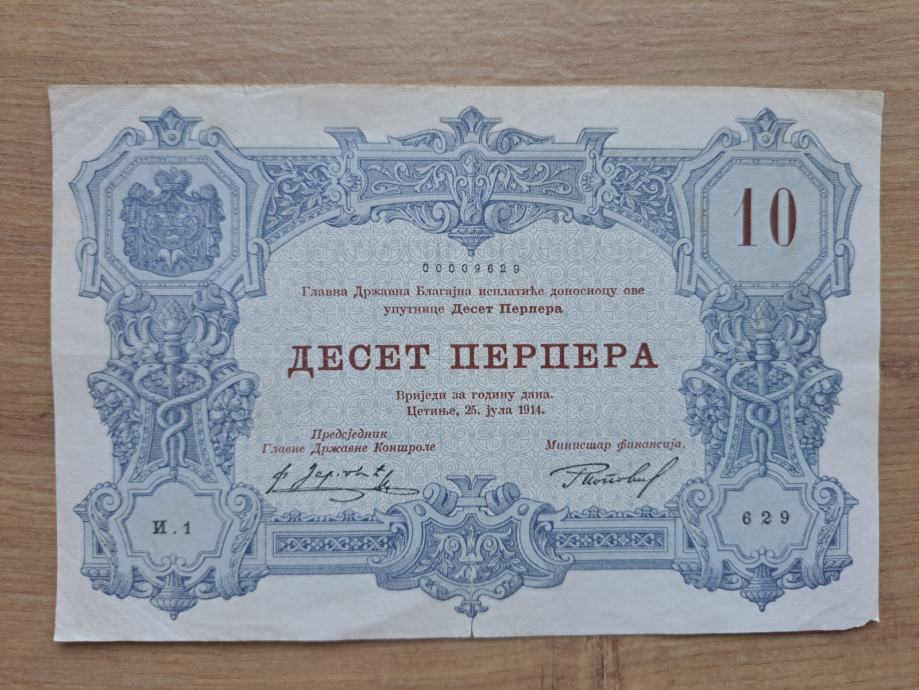 10
00009629
Главна Државна Благајна исплатиће доносиоцу ове
упутнице Десет Перпера
ДЕСЕТ ПЕРПЕРА
Вриједи за годину дана.
Цетиње, 25. јула 1914.
Предсједник
Главне Државне Контроле
Министар финансија,
И.1
629